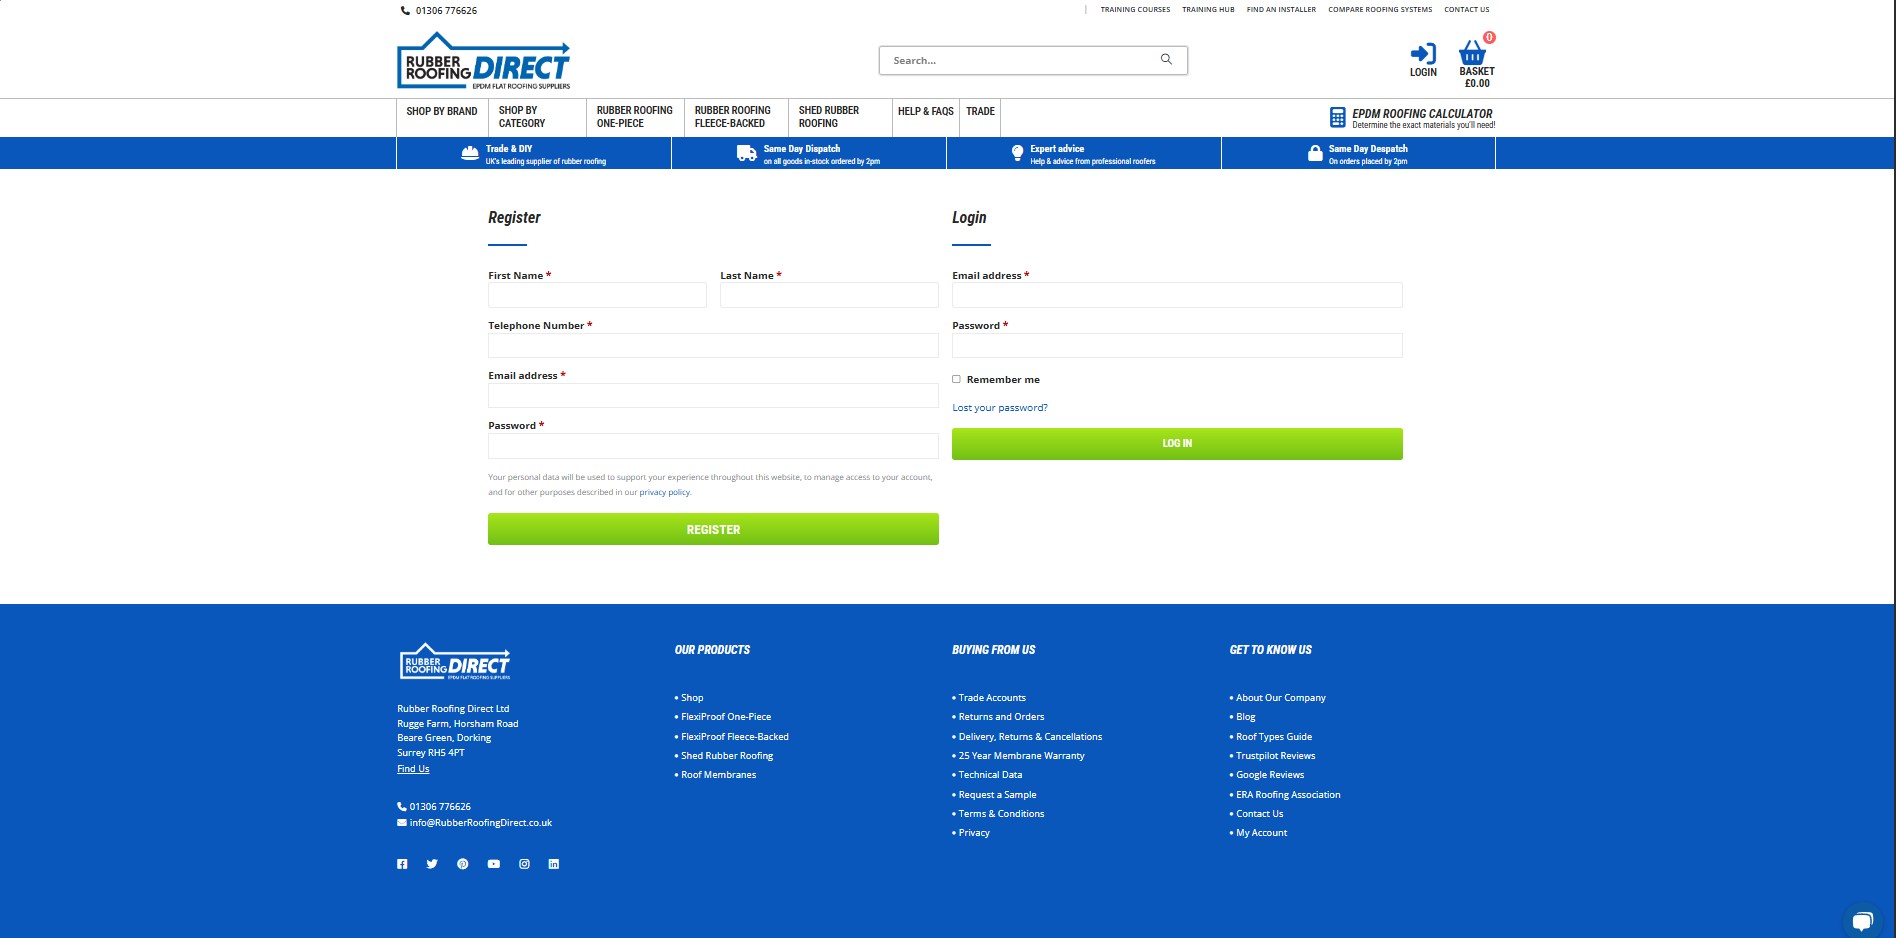 01306 776626
TRAINING COURSES TRAINING HUB FIND AN INSTALLER COMPARE ROOFING SYSTEMS CONTACT US
RUBBER
ROOFING DIRECT
EPDM FLAT ROOFING SUPPLIERS
Search...
LOGIN
0
BASKET
£0.00
SHOP BY BRAND
SHOP BY
CATEGORY
RUBBER ROOFING
ONE-PIECE
RUBBER ROOFING
FLEECE-BACKED
SHED RUBBER
ROOFING
HELP & FAQS
TRADE
EPDM ROOFING CALCULATOR
Determine the exact materials you'll need!
Trade & DIY
UK's leading supplier of rubber roofing
Same Day Dispatch
on all goods in-stock ordered by 2pm
Expert advice
Help & advice from professional roofers
Same Day Despatch
On orders placed by 2pm
Register
First Name *
Last Name *
Telephone Number *
Email address *
Password *
Your personal data will be used to support your experience throughout this website, to manage access to your account,
and for other purposes described in our privacy policy.
REGISTER
Login
Email address *
Password *
Remember me
Lost your password?
LOG IN
RUBBER
ROOFING DIRECT
EPDM FLAT ROOFING SUPPLIERS
Rubber Roofing Direct Ltd
Rugge Farm, Horsham Road
Beare Green, Dorking
Surrey RH5 4PT
Find Us
01306 776626
info@RubberRoofingDirect.co.uk
OUR PRODUCTS
• Shop
• FlexiProof One-Piece
• FlexiProof Fleece-Backed
• Shed Rubber Roofing
• Roof Membranes
BUYING FROM US
• Trade Accounts
• Returns and Orders
• Delivery, Returns & Cancellations
• 25 Year Membrane Warranty
• Technical Data
• Request a Sample
• Terms & Conditions
• Privacy
GET TO KNOW US
• About Our Company
• Blog
• Roof Types Guide
• Trustpilot Reviews
• Google Reviews
• ERA Roofing Association
• Contact Us
• My Account